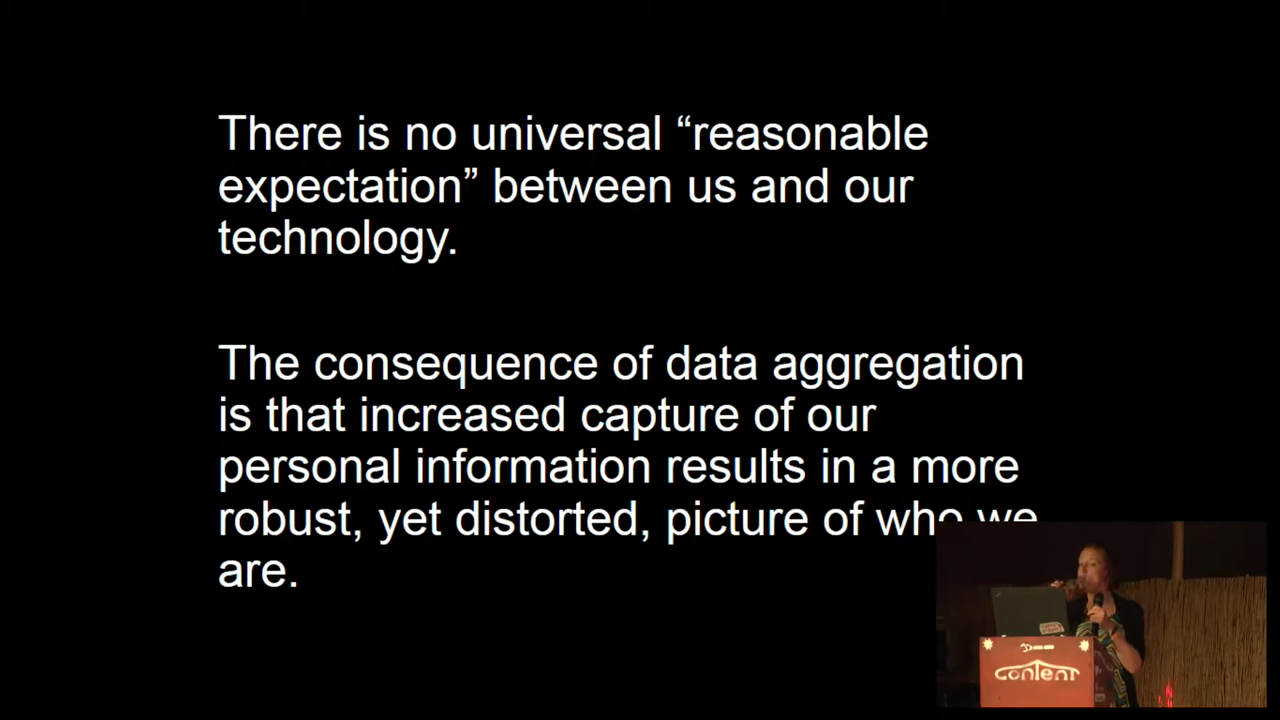 There is no universal “reasonable
expectation” between us and our
technology.
The consequence of data aggregation
is that increased capture of our
personal information results in a more
robust, yet distorted, picture of who we
are.
content